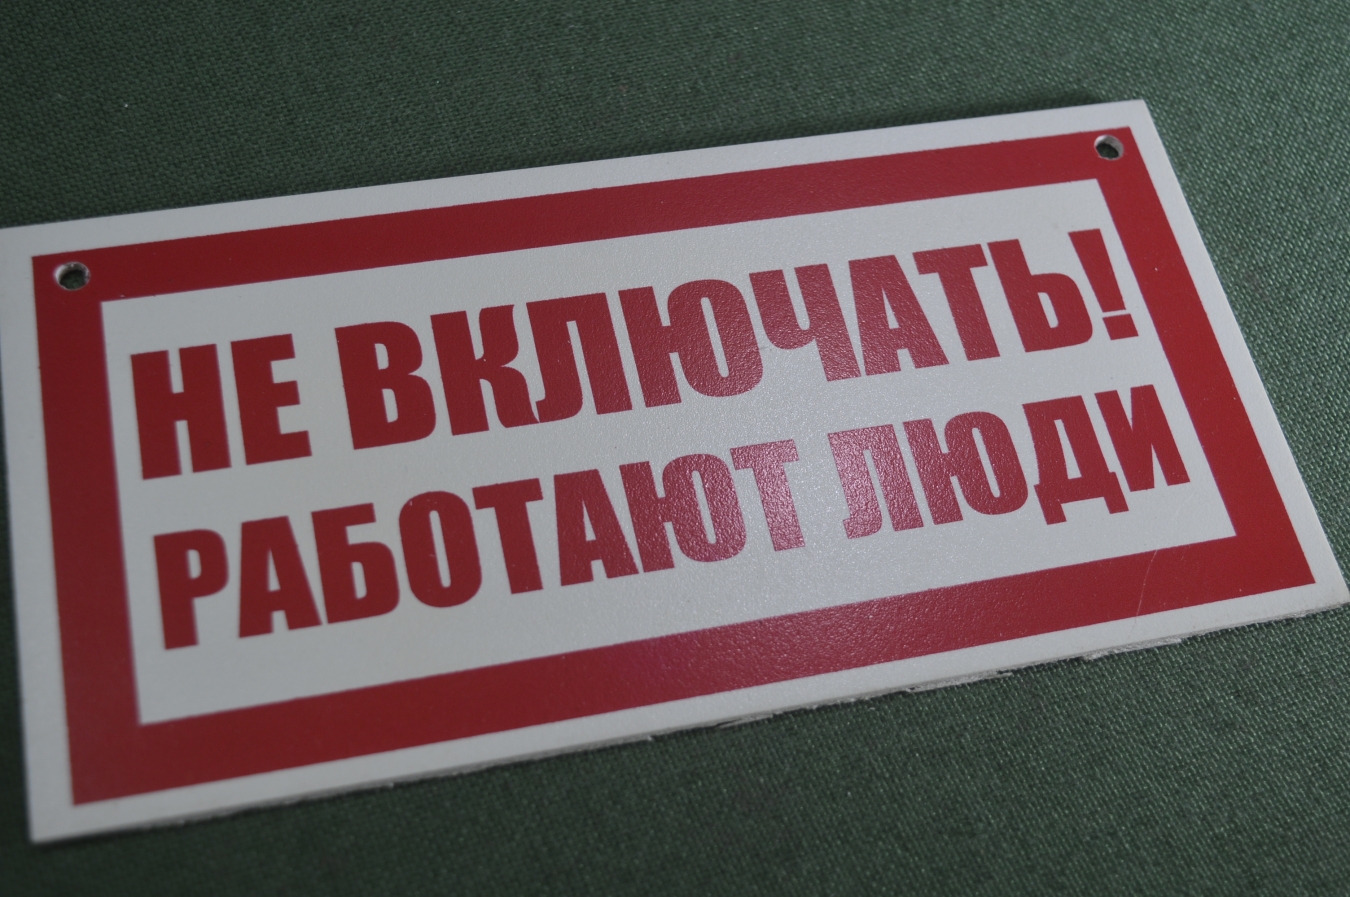 НЕ ВКЛЮЧАТЬ!
РАБОТАЮТ ЛЮДИ